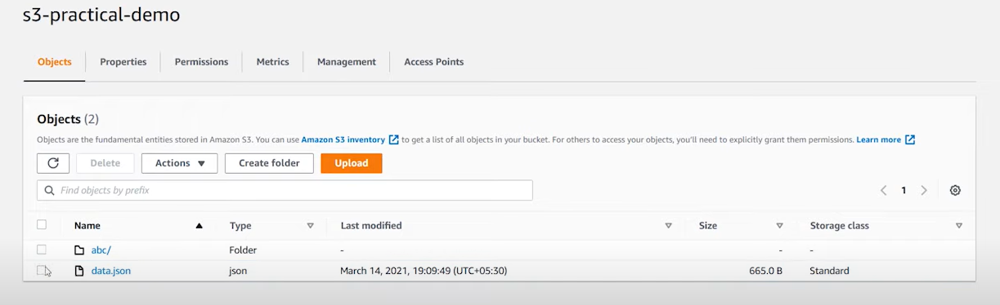 s3-practical-demo
Objects Properties Permissions Metrics Management Access Points
Objects (2)
Objects are the fundamental entities stored in Amazon S3. You can use Amazon S3 inventory to get a list of all objects in your bucket. For others to access your objects, you'll need to explicitly grant them permissions. Learn more
Delete Actions Create folder Upload
Find objects by prefix 1
Name Type Last modified Size Storage class
abc/ Folder - - -
data.json json March 14, 2021, 19:09:49 (UTC+05:30) 665.0 B Standard